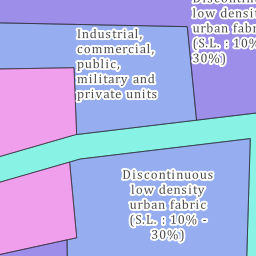 Discontinuous
low density
urban fabric
(S.L. : 10%
30%)
Industrial,
commercial,
public,
military and
private units
Discontinuous
low density
urban fabric
(S.L. : 10% -
30%)